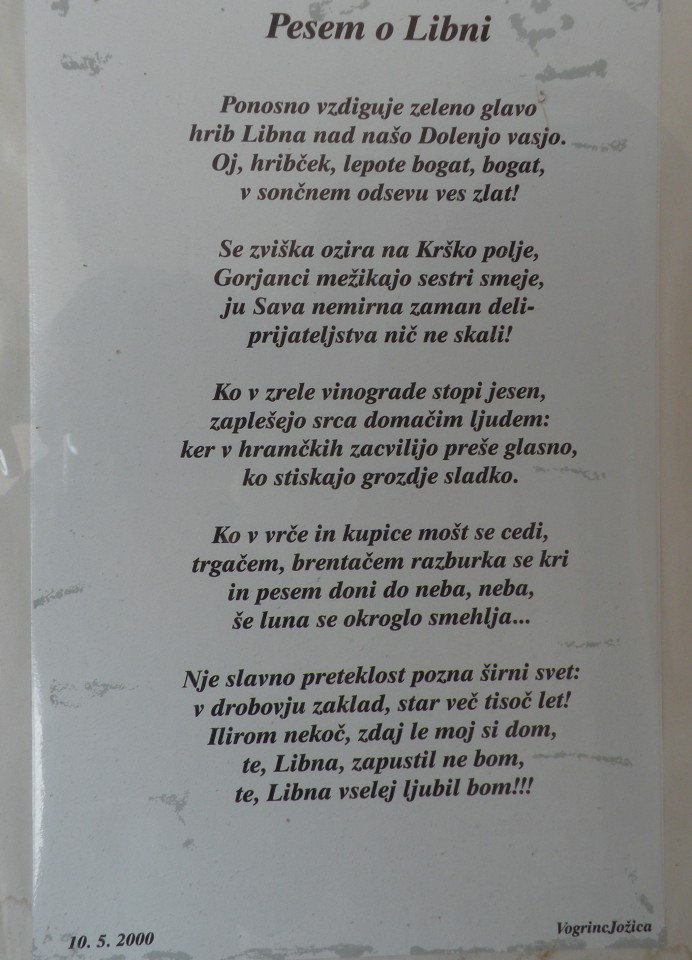 Pesem o Libni
Ponosno vzdiguje zeleno glavo
hrib Libna nad našo Dolenjo vasjo.
Oj, hribček, lepote bogat, bogat,
v sončnem odsevu ves zlat!
Se zviška ozira na Krško polje,
Gorjanci mežikajo sestri smeje,
ju Sava nemirna zaman deli-
prijateljstva nič ne skali!
Ko v zrele vinograde stopi jesen,
zaplešejo srca domačim ljudem:
ker v hramčkih zacvilijo preše glasno,
ko stiskajo grozdje sladko.
Ko v vrče in kupice mošt se cedi,
trgačem, brentačem razburka se kri
in pesem doni do neba, neba,
še luna se okroglo smehlja...
Nje slavno preteklost pozna širni svet:
v drobovju zaklad, star več tisoč let!
Ilirom nekoč, zdaj le moj si dom,
te, Libna, zapustil ne bom,
te, Libna vselej ljubil bom!!!
10. 5. 2000
VogrincJožica